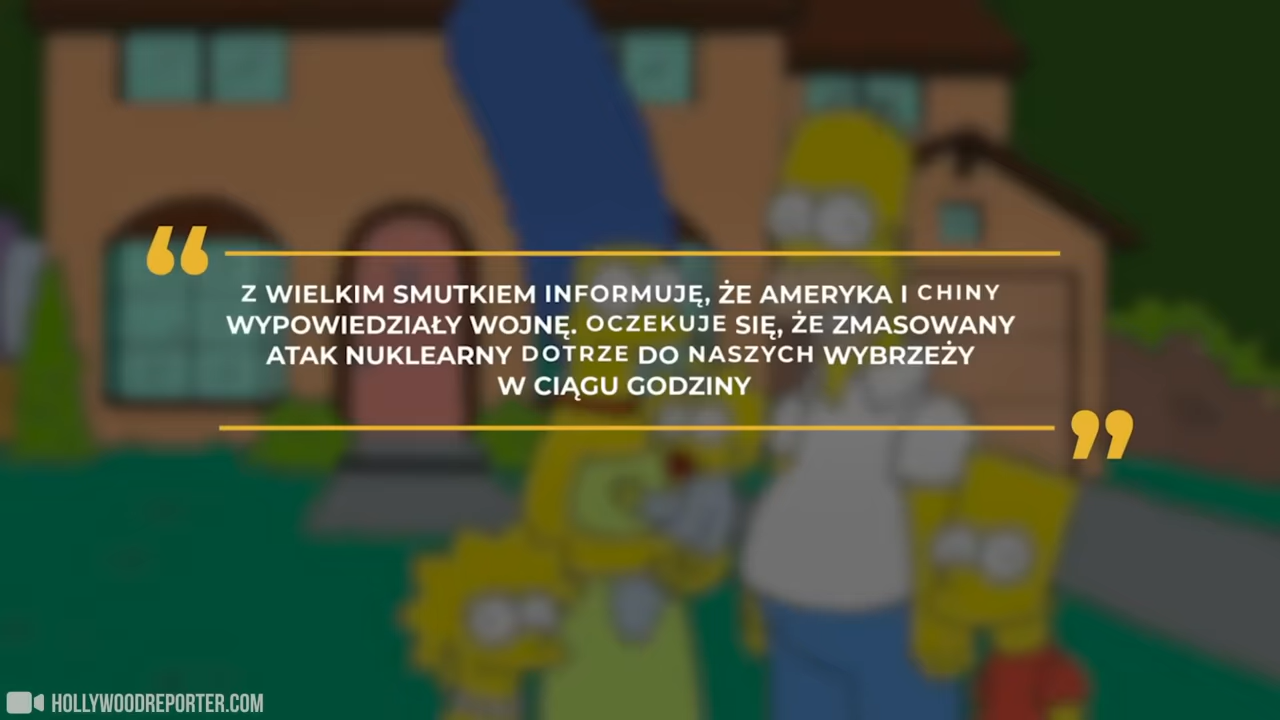 Z WIELKIM SMUTKIEM INFORMUJĘ, ŻE AMERYKA I CHINY
WYPOWIEDZIAŁY WOJNĘ. OCZEKUJE SIĘ, ŻE ZMASOWANY
ATAK NUKLEARNY DOTRZE DO NASZYCH WYBRZEŻY
W CIĄGU GODZINY
HOLLYWOODREPORTER.COM